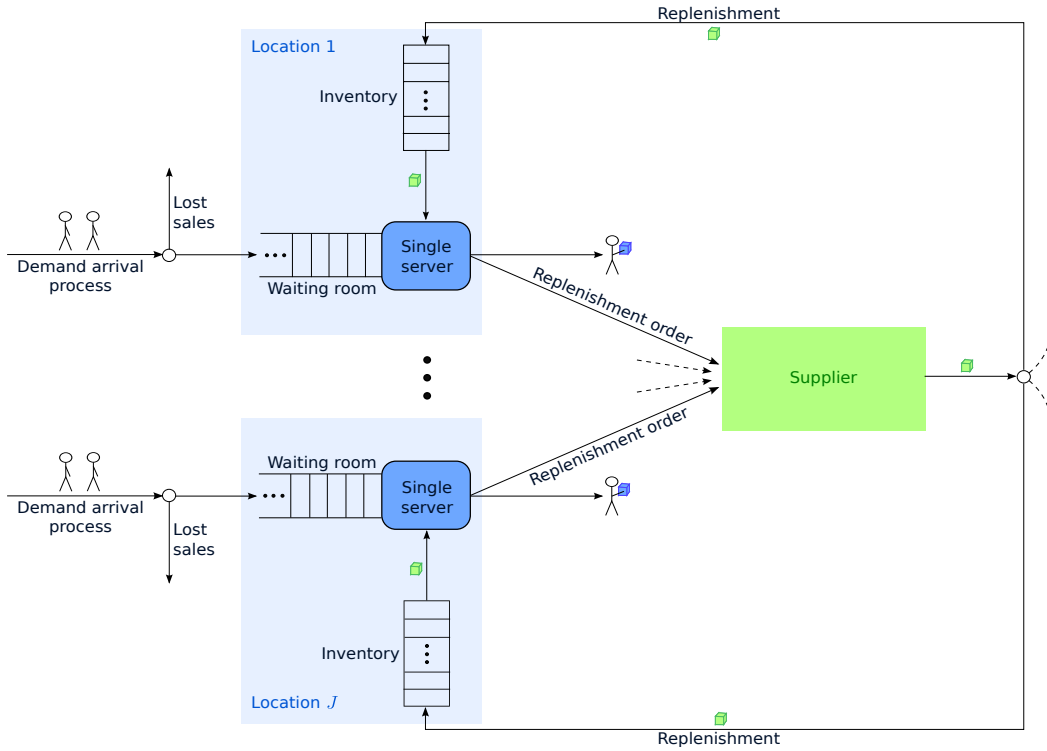 Replenishment
Location 1
Inventory
Lost
sales
Single
server
Demand arrival
process
Waiting room
Replenishment order
Supplier
Replenishment order
Waiting room
Single
server
Demand arrival
process
Lost
sales
Inventory
Location J
Replenishment